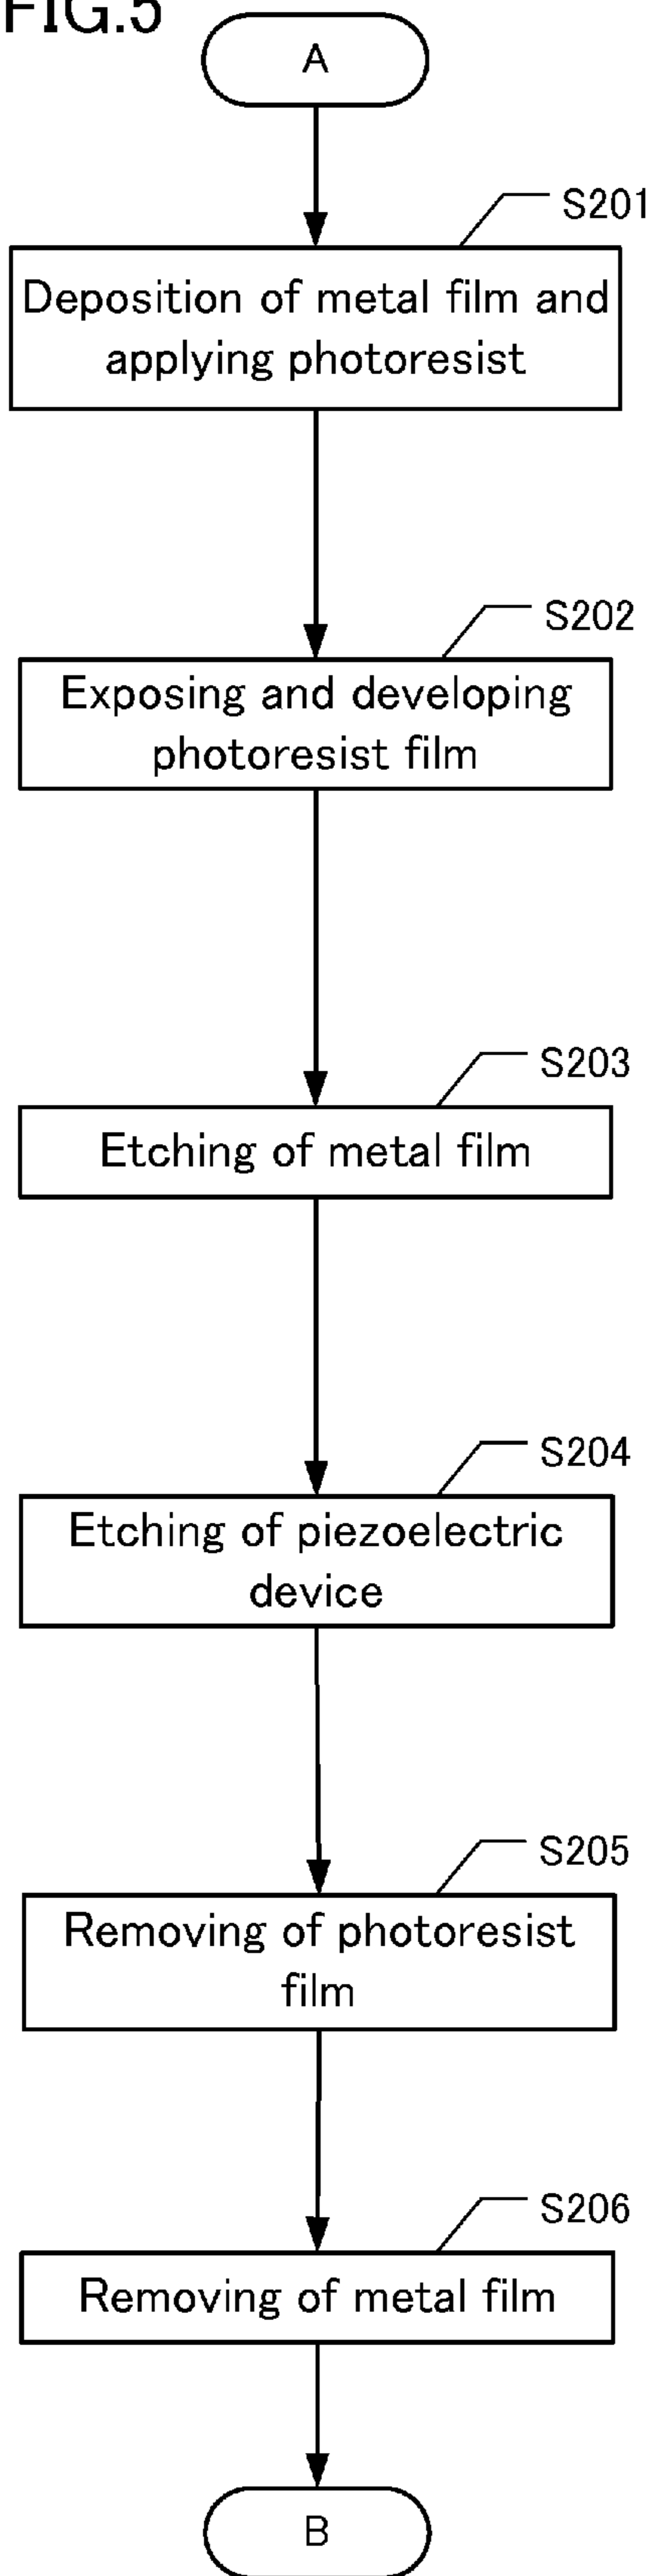 FIG.5
A
S201
Deposition of metal film and
applying photoresist
S202
Exposing and developing
photoresist film
S203
Etching of metal film
S204
Etching of piezoelectric
device
S205
Removing of photoresist
film
S206
Removing of metal film
B